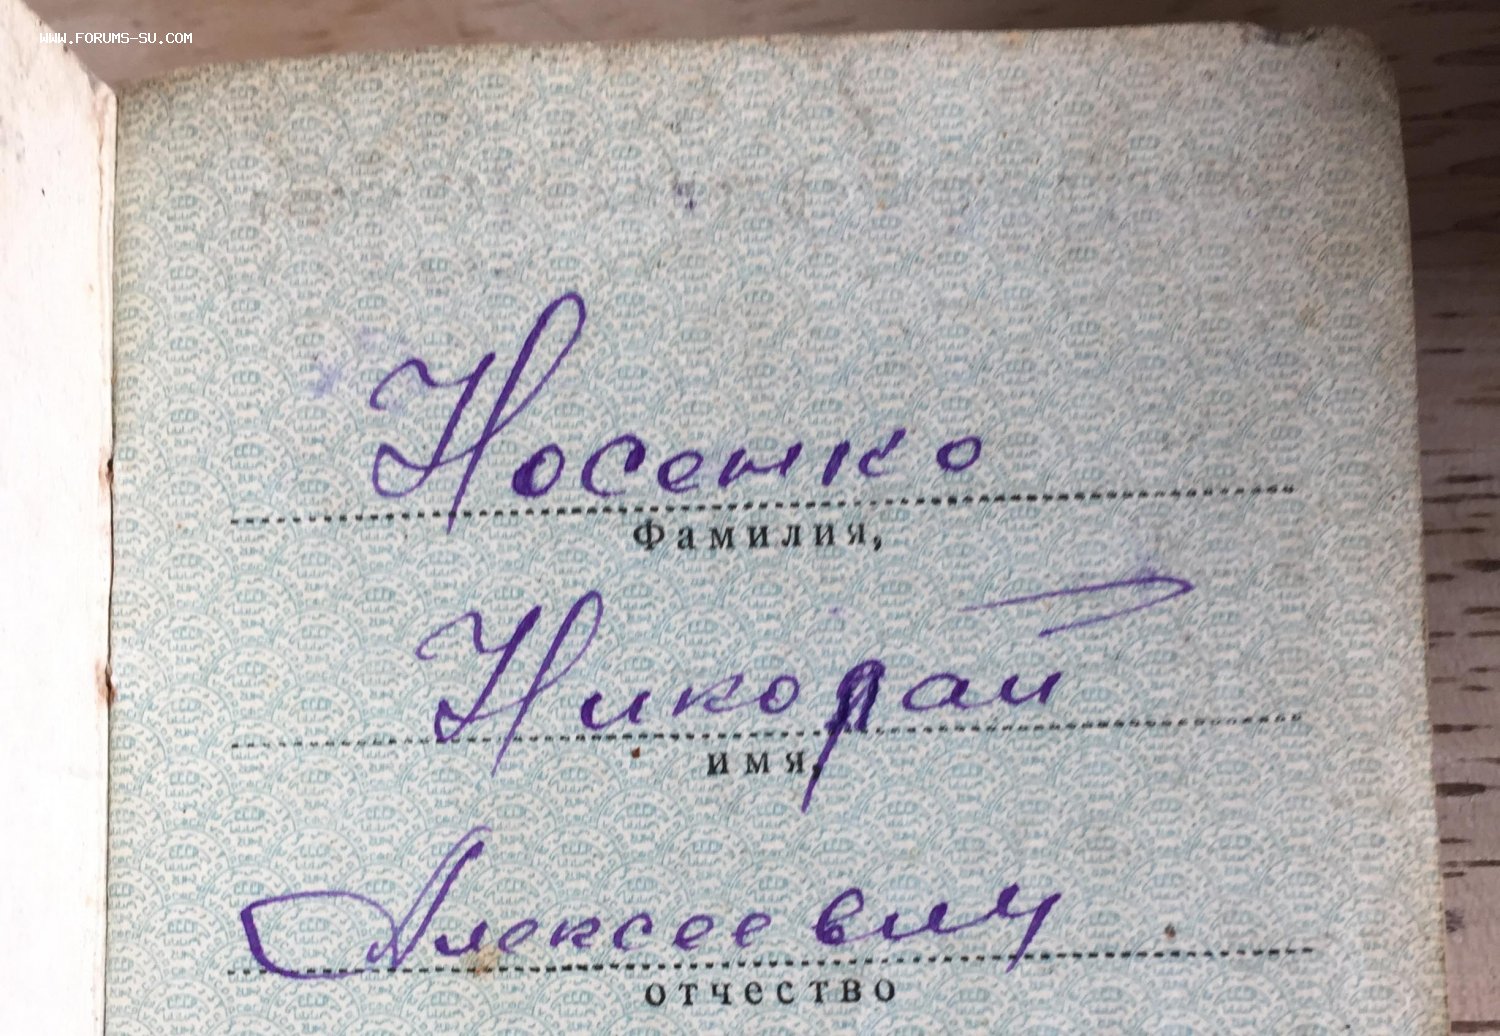 www.forums-su.com
Носенко
Фамилия,
Николай
имя,
Алексеевич
отчество